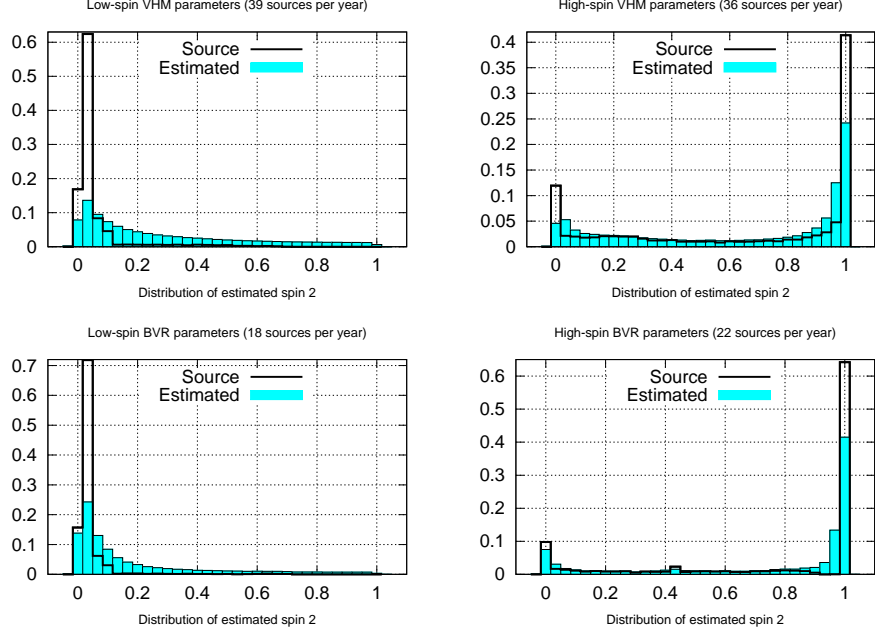 Low-spin VHM parameters (39 sources per year)
Source
Estimated
0.6
0.5
0.4
0.3
0.2
0.1
0
0 0.2 0.4 0.6 0.8 1
Distribution of estimated spin 2
High-spin VHM parameters (36 sources per year)
Source
Estimated
0.4
0.35
0.3
0.25
0.2
0.15
0.1
0.05
0
0 0.2 0.4 0.6 0.8 1
Distribution of estimated spin 2
Low-spin BVR parameters (18 sources per year)
Source
Estimated
0.7
0.6
0.5
0.4
0.3
0.2
0.1
0
0 0.2 0.4 0.6 0.8 1
Distribution of estimated spin 2
High-spin BVR parameters (22 sources per year)
Source
Estimated
0.6
0.5
0.4
0.3
0.2
0.1
0
0 0.2 0.4 0.6 0.8 1
Distribution of estimated spin 2